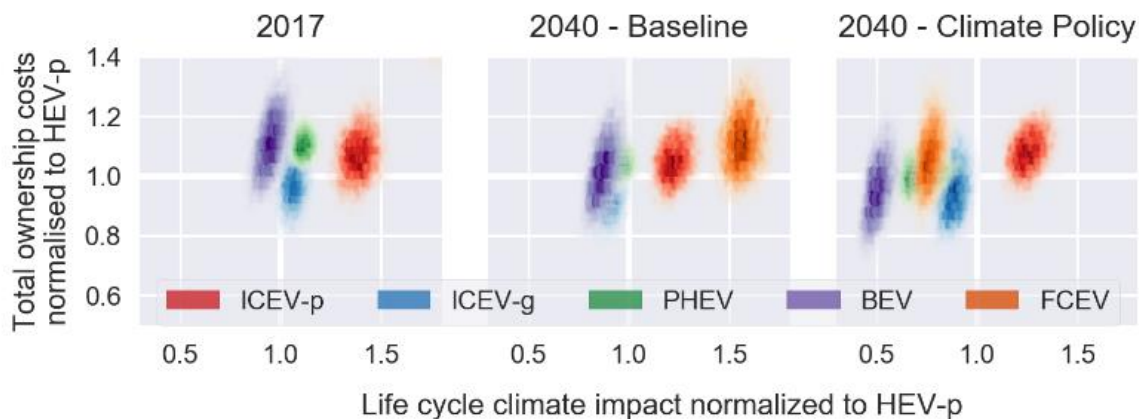 2017
2040 - Baseline
2040 - Climate Policy
Total ownership costs
normalised to HEV-p
1.4
1.2
1.0
0.8
0.6
ICEV-p
ICEV-g
PHEV
BEV
FCEV
0.5 1.0 1.5
0.5 1.0 1.5
0.5 1.0 1.5
Life cycle climate impact normalized to HEV-p